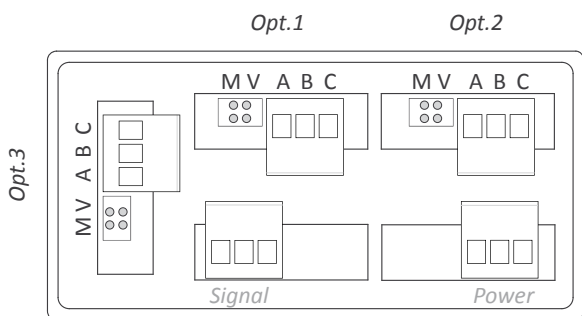 Opt.1 Opt.2
M V A B C M V A B C
Opt.3
M V A B C
Signal Power